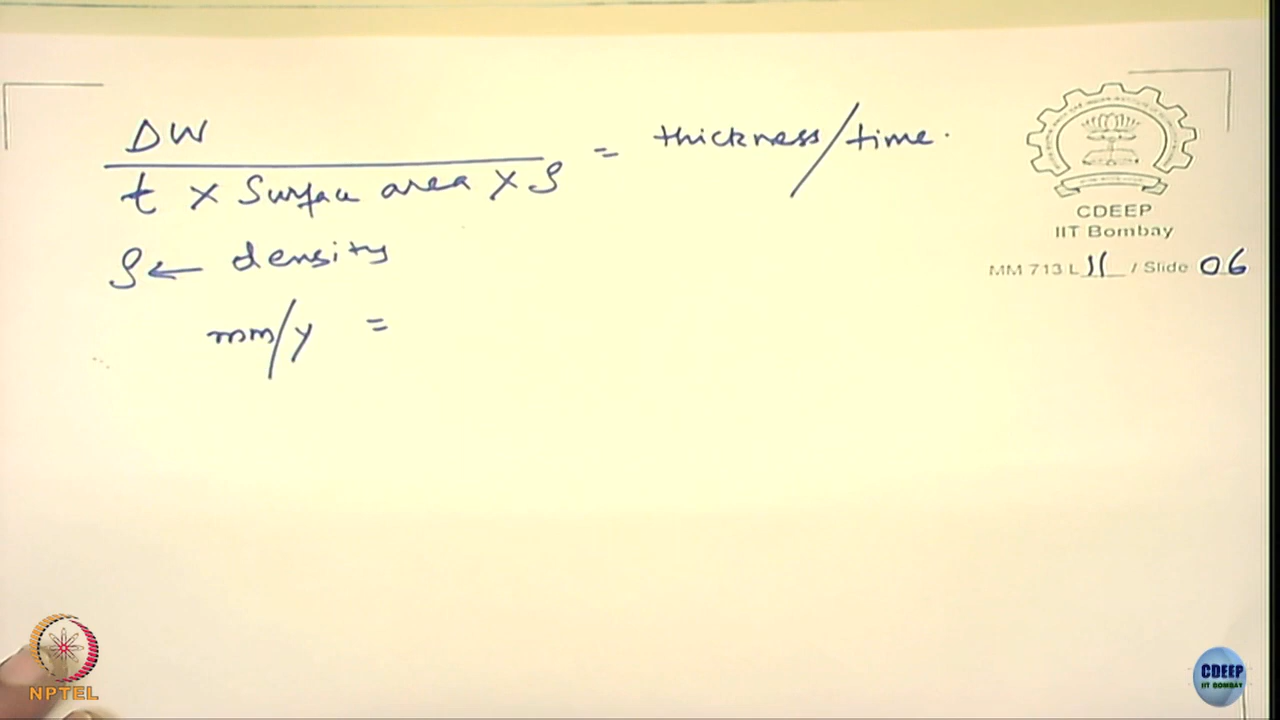 ΔW
t × Surface area × ρ = thickness/time.
ρ ← density
mm/y =
CDEEP
IIT Bombay
MM 713 L 11 / Slide 06
NPTEL
CDEEP
IIT BOMBAY